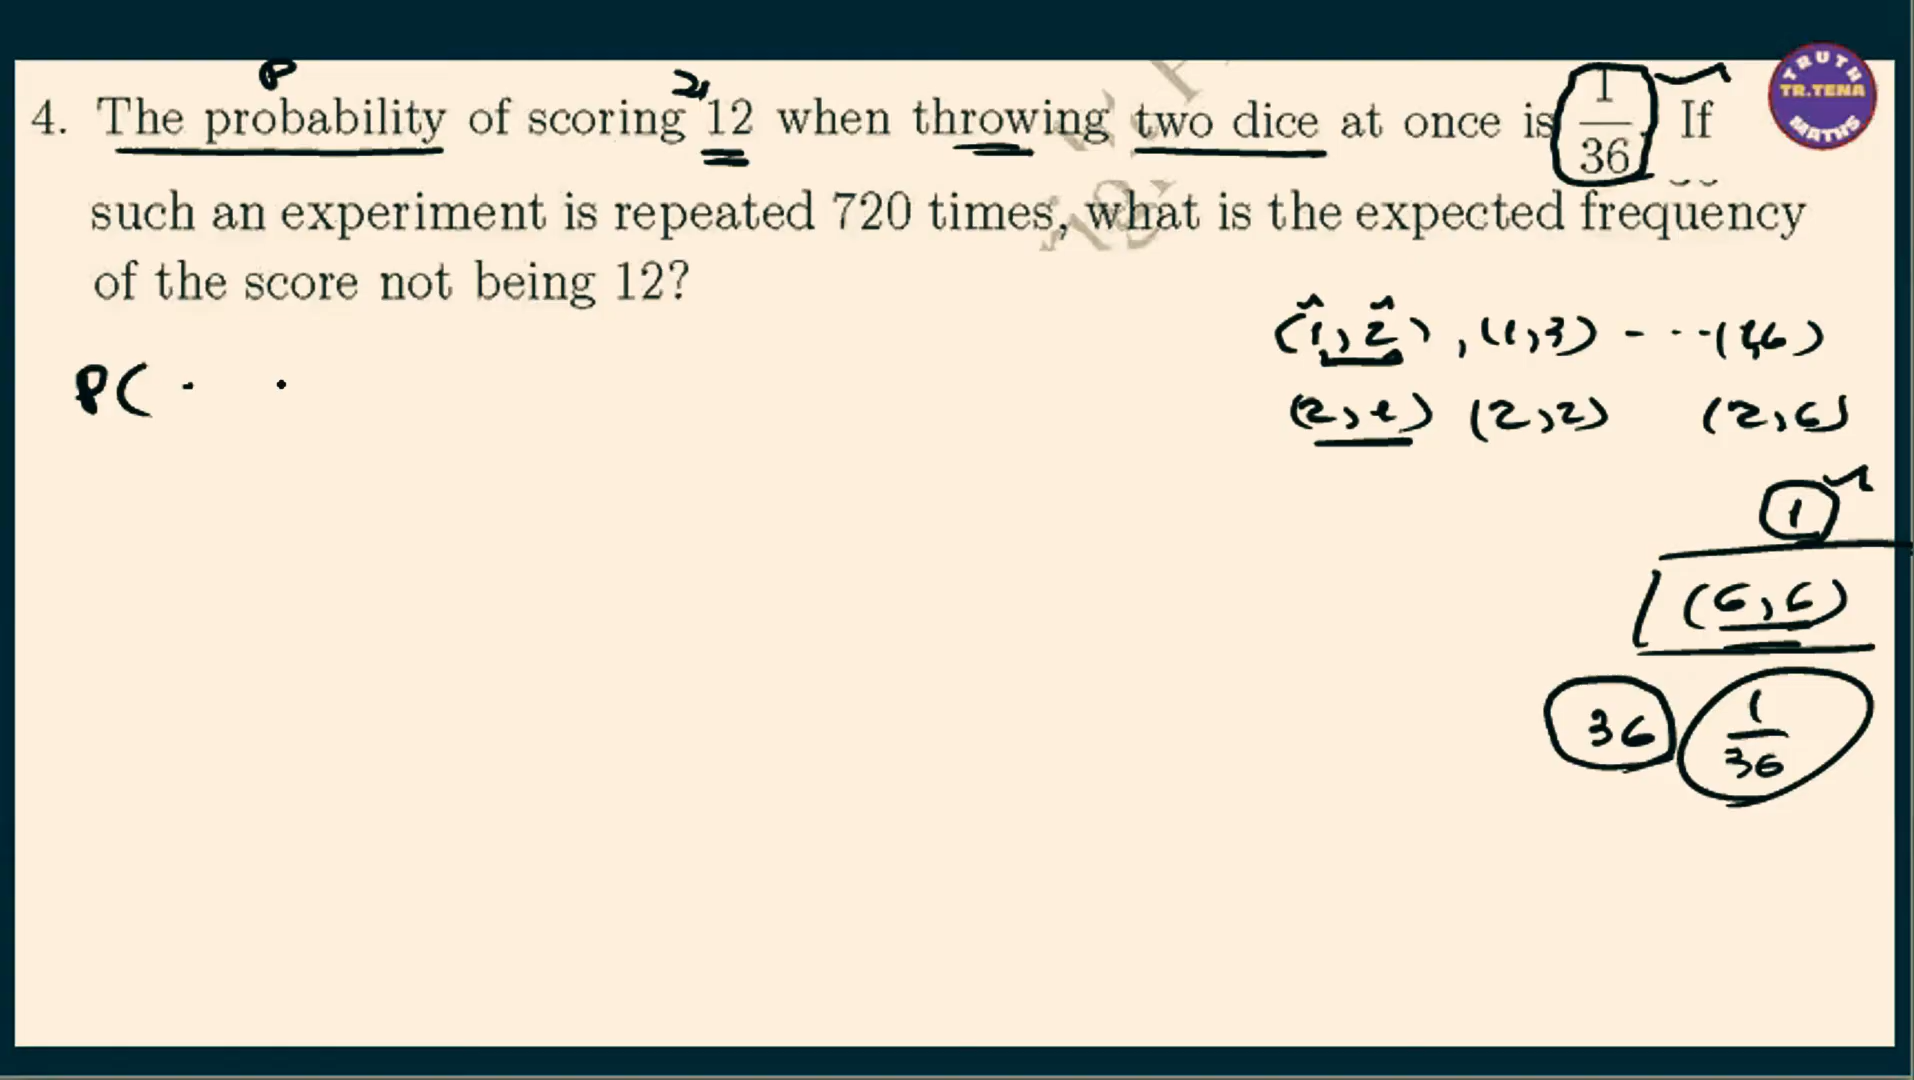 4. The probability of scoring 12 when throwing two dice at once is 1/36. If
such an experiment is repeated 720 times, what is the expected frequency
of the score not being 12?
TRUTH
TR.TENA
MATHS
P
(1,2), (1,3) - ...(1,6)
(2,1) (2,2) (2,6)
P( . .
1
(6,6)
36 1/36